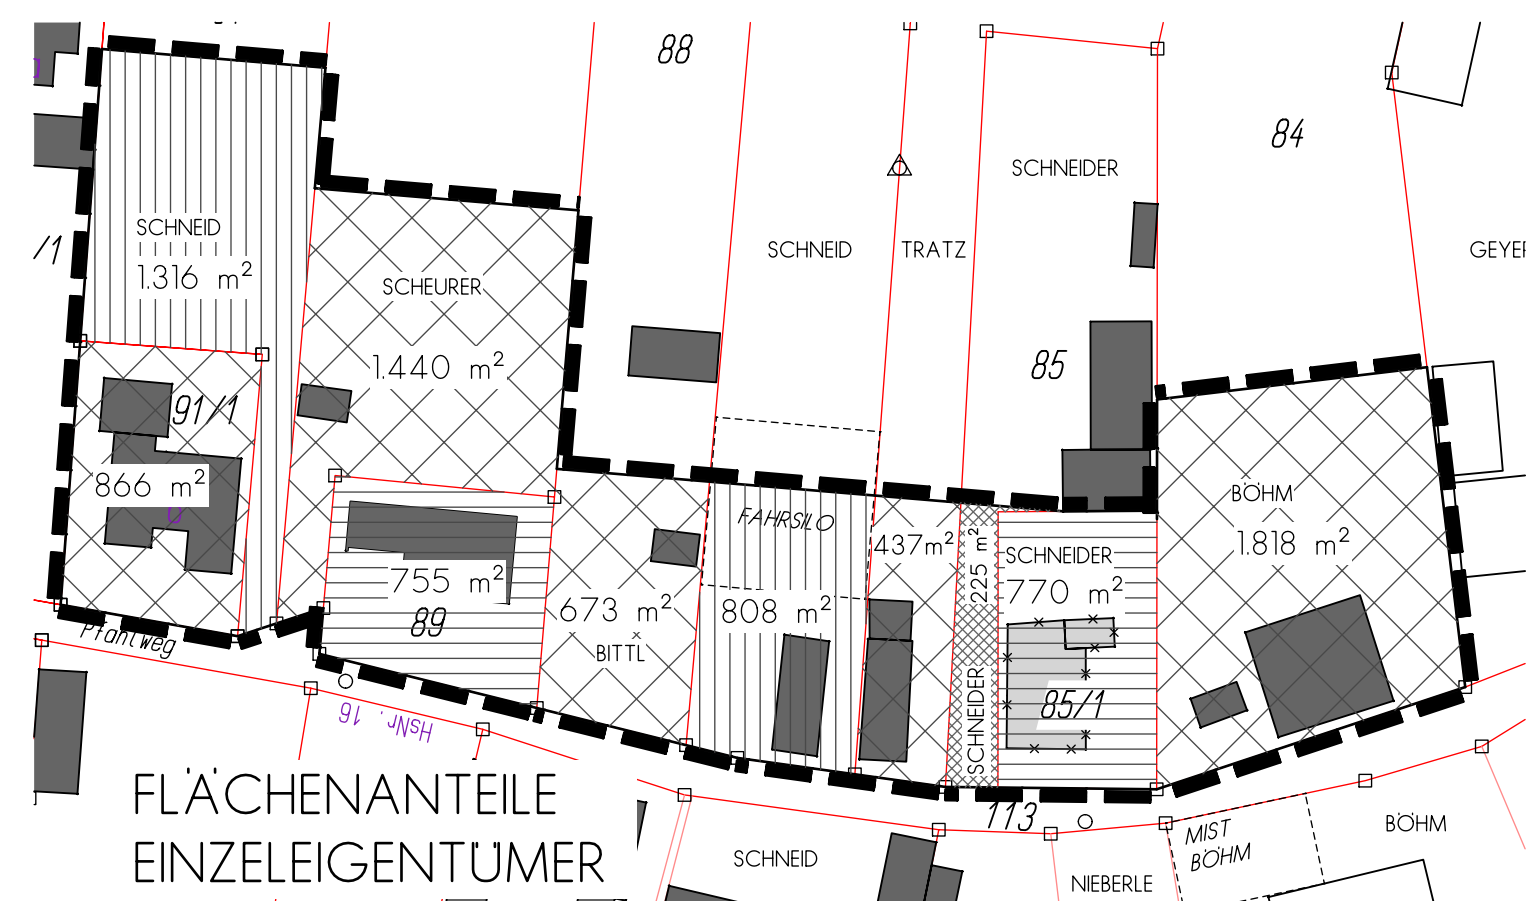 88
84
SCHNEIDER
SCHNEID
/1
SCHNEID
TRATZ
GEYER
1.316 m²
SCHEURER
1.440 m²
85
91/1
866 m²
BÖHM
FAHRSILO
1.818 m²
437m²
225 m²
SCHNEIDER
755 m²
770 m²
673 m²
808 m²
89
Pfahlweg
BITTL
SCHNEIDER
85/1
HsNr. 16
FLÄCHENANTEILE
EINZELEIGENTÜMER
113
MIST
BÖHM
BÖHM
SCHNEID
NIEBERLE